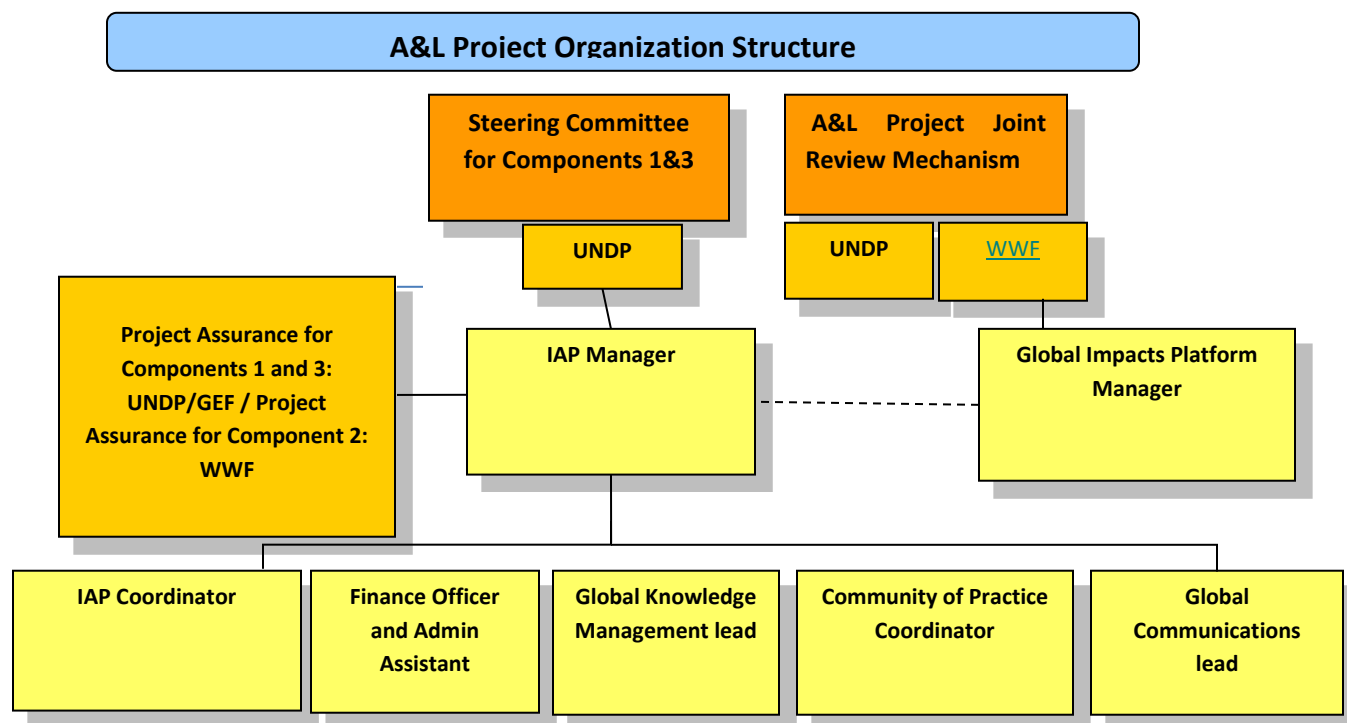 A&L Project Organization Structure
Steering Committee
for Components 1&3
A&L Project Joint
Review Mechanism
UNDP
UNDP
WWF
Project Assurance for
Components 1 and 3:
UNDP/GEF / Project
Assurance for Component 2:
WWF
IAP Manager
Global Impacts Platform
Manager
IAP Coordinator
Finance Officer
and Admin
Assistant
Global Knowledge
Management lead
Community of Practice
Coordinator
Global
Communications
lead